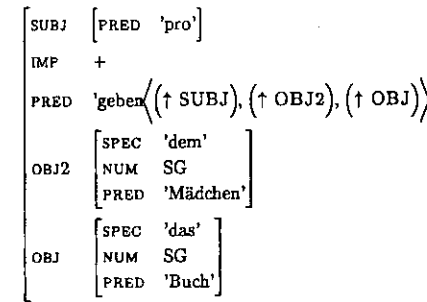 SUBJ [PRED 'pro']
IMP +
PRED 'geben⟨(↑ SUBJ), (↑ OBJ2), (↑ OBJ)⟩
SPEC 'dem'
OBJ2 NUM SG
PRED 'Mädchen'
SPEC 'das'
OBJ NUM SG
PRED 'Buch'